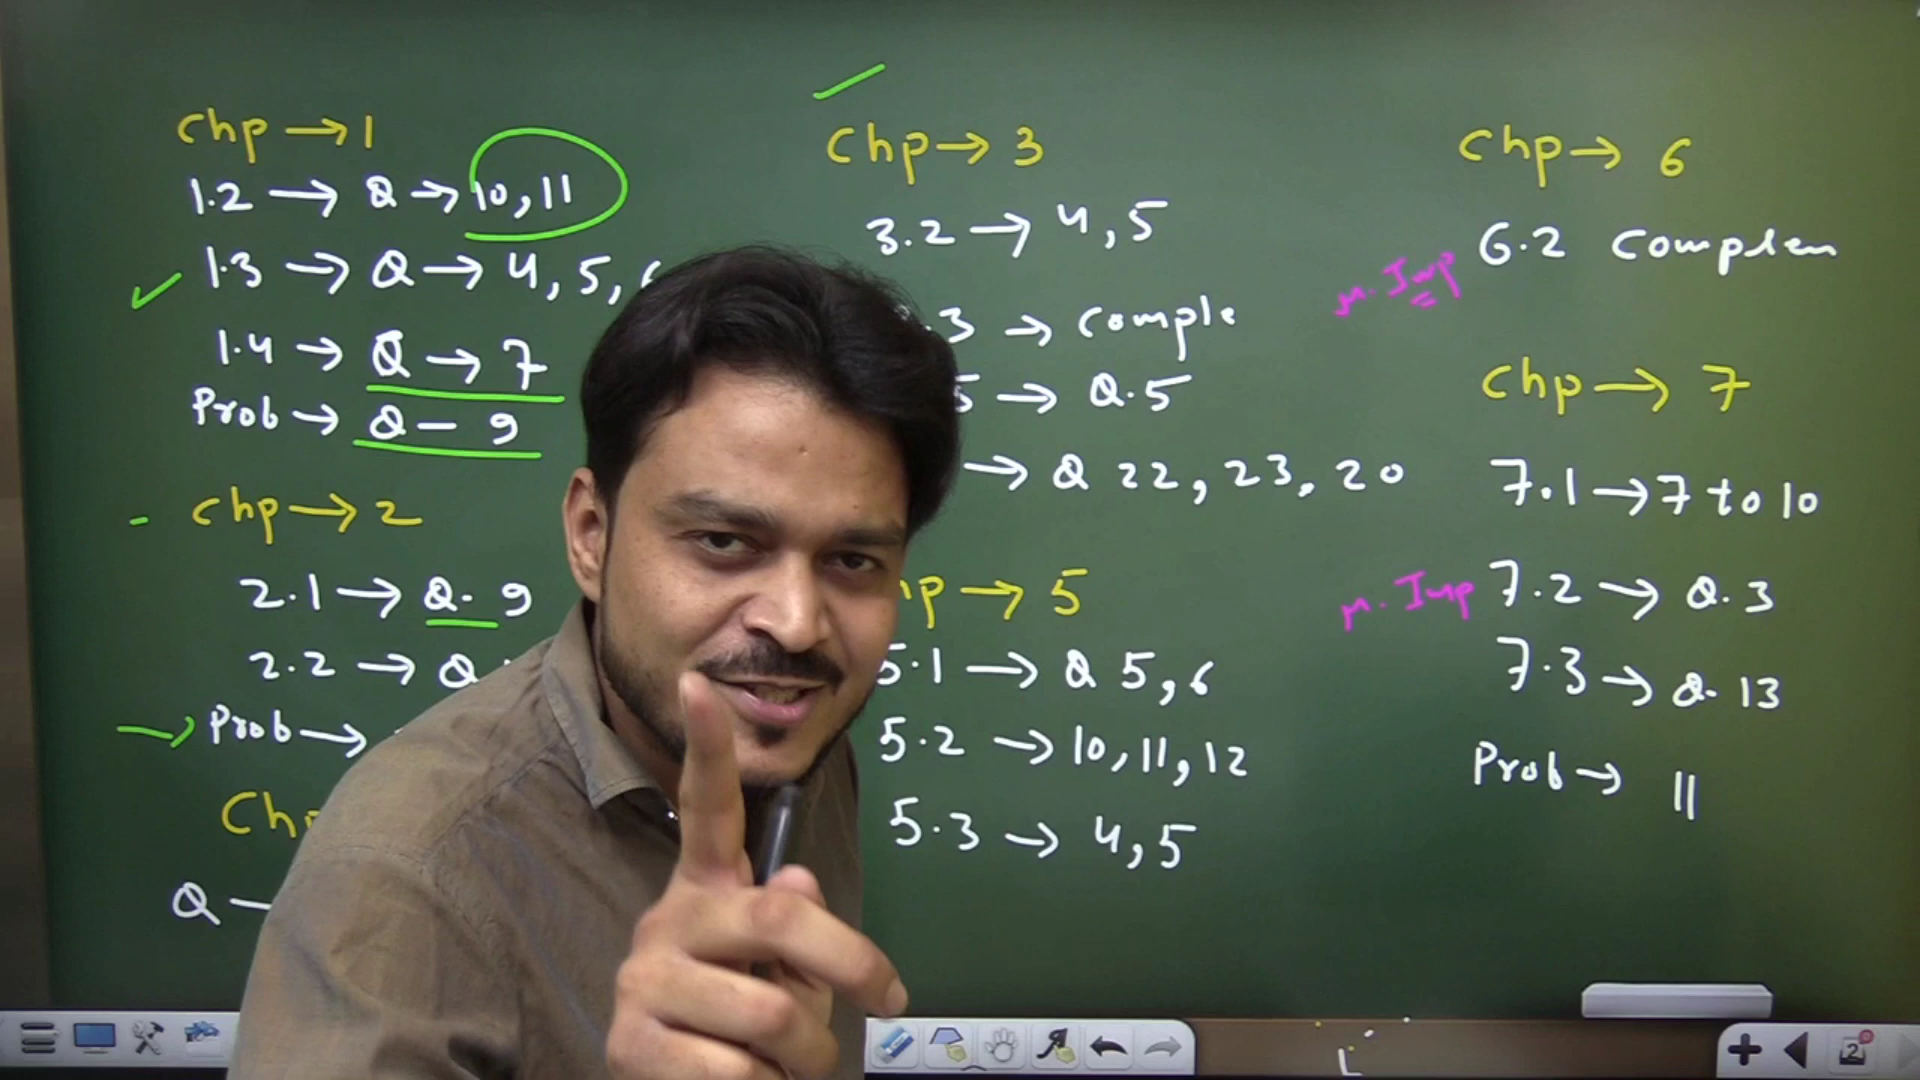 Chp → 1
1.2 → Q → 10, 11
1.3 → Q → 4, 5,
1.4 → Q → 7
Prob → Q - 9
- Chp → 2
2.1 → Q. 9
2.2 → Q
→ Prob →
Q -
Chp → 3
3.2 → 4, 5
3 → Comple
5 → Q.5
→ Q 22, 23, 20
hp → 5
5.1 → Q 5, 6
5.2 → 10, 11, 12
5.3 → 4, 5
Chp → 6
m. Imp 6.2 Complete
Chp → 7
7.1 → 7 to 10
m. Imp 7.2 → Q. 3
7.3 → Q. 13
Prob → 11
2